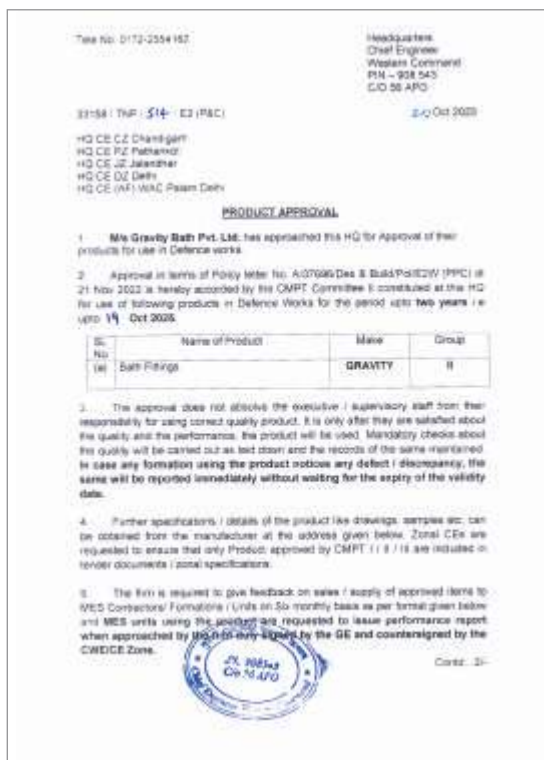 Tele No. 0172-2554167
Headquarters
Chief Engineer
Western Command
PIN – 908 543
C/O 56 APO
33158 / TNP / 514 / E2 (P&C)
20 Oct 2023
HQ CE CZ Chandigarh
HQ CE PZ Pathankot
HQ CE JZ Jalandhar
HQ CE DZ Delhi
HQ CE (AF) WAC Palam Delhi
PRODUCT APPROVAL
1. M/s Gravity Bath Pvt. Ltd. has approached this HQ for Approval of their
products for use in Defence works.
2. Approval in terms of Policy letter No. A/37696/Des & Build/Pol/E2W (PPC) dt
21 Nov 2022 is hereby accorded by the CMPT Committee II constituted at this HQ
for use of following products in Defence Works for the period upto two years i.e
upto 19 Oct 2025.
Sl. No Name of Product Make Group
(a) Bath Fittings GRAVITY II
3. The approval does not absolve the executive / supervisory staff from their
responsibility for using correct quality product. It is only after they are satisfied about
the quality and the performance, the product will be used. Mandatory checks about
the quality will be carried out as laid down and the records of the same maintained.
In case any formation using the product notices any defect / discrepancy, the
same will be reported immediately without waiting for the expiry of the validity
date.
4. Further specifications / details of the product like drawings, samples etc. can
be obtained from the manufacturer at the address given below. Zonal CEs are
requested to ensure that only Product approved by CMPT I / II / III are included in
tender documents / zonal specifications.
5. The firm is required to give feedback on sales / supply of approved items to
MES Contractors/ Formations / Units on Six monthly basis as per format given below
and MES units using the product are requested to issue performance report
when approached by the firm duly signed by the GE and countersigned by the
CWE/CE Zone.
Contd...2/-
908543
C/o 56 APO